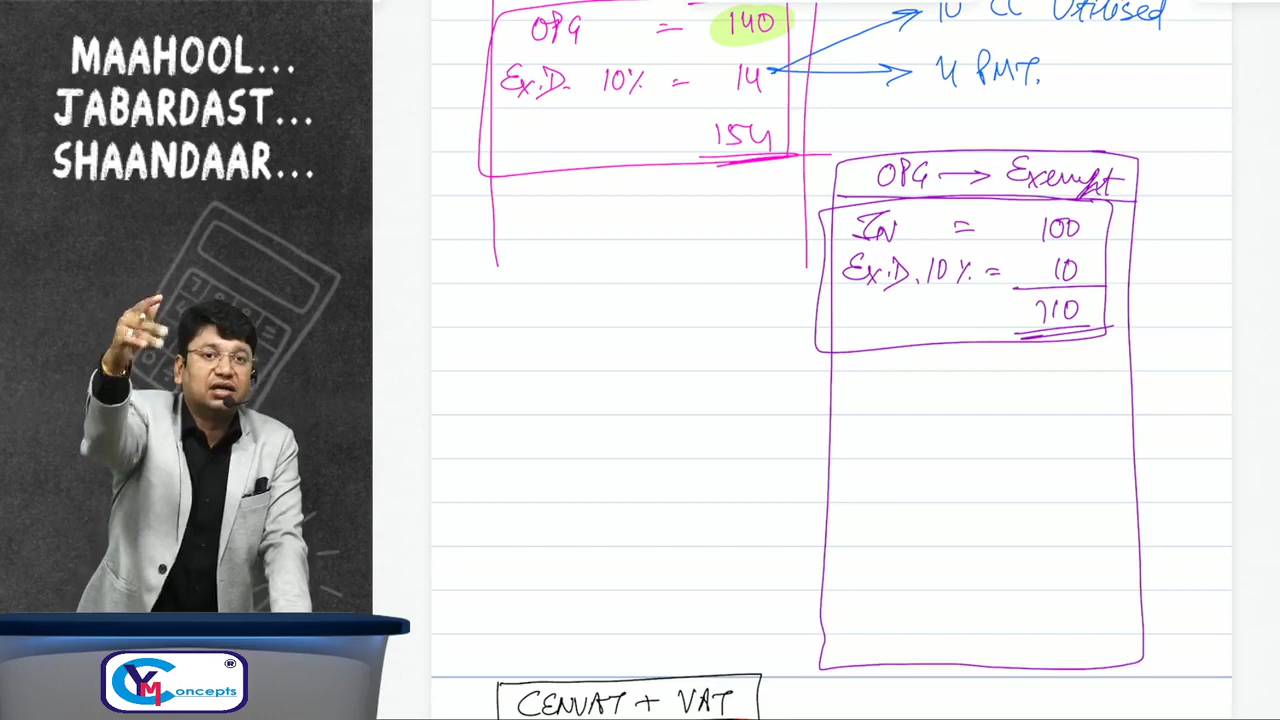 MAAHOOL...
JABARDAST...
SHAANDAAR...
OPG = 140
Ex.D. 10% = 14
154
10 CC Utilised
4 PMT.
OPG → Exempt
IN = 100
Ex.D. 10% = 10
110
CENVAT + VAT
YM Concepts ®